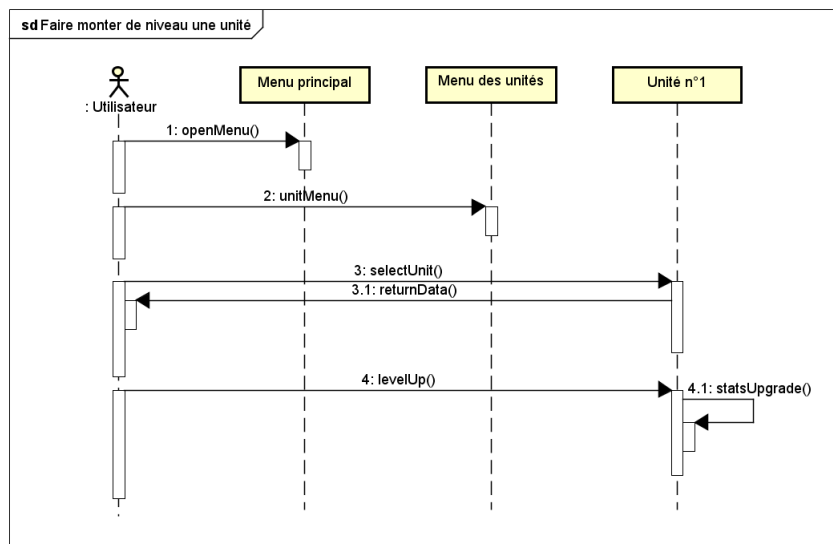 sd Faire monter de niveau une unité
Menu principal
Menu des unités
Unité n°1
: Utilisateur
1: openMenu()
2: unitMenu()
3: selectUnit()
3.1: returnData()
4: levelUp()
4.1: statsUpgrade()